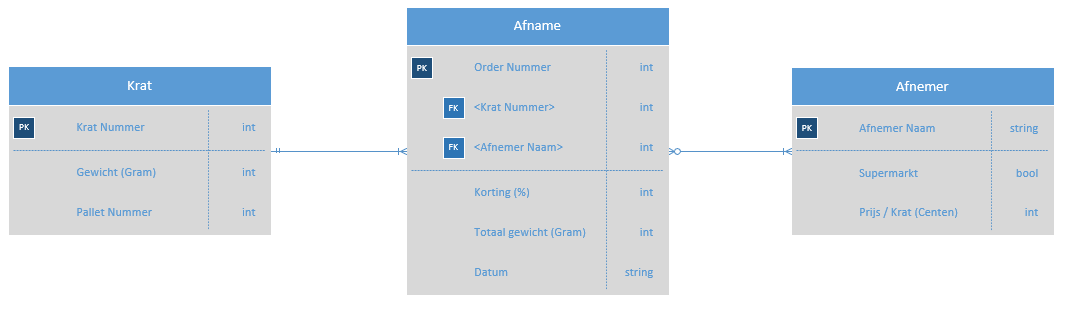 Krat
PK Krat Nummer int
Gewicht (Gram) int
Pallet Nummer int
Afname
PK Order Nummer int
FK <Krat Nummer> int
FK <Afnemer Naam> int
Korting (%) int
Totaal gewicht (Gram) int
Datum string
Afnemer
PK Afnemer Naam string
Supermarkt bool
Prijs / Krat (Centen) int